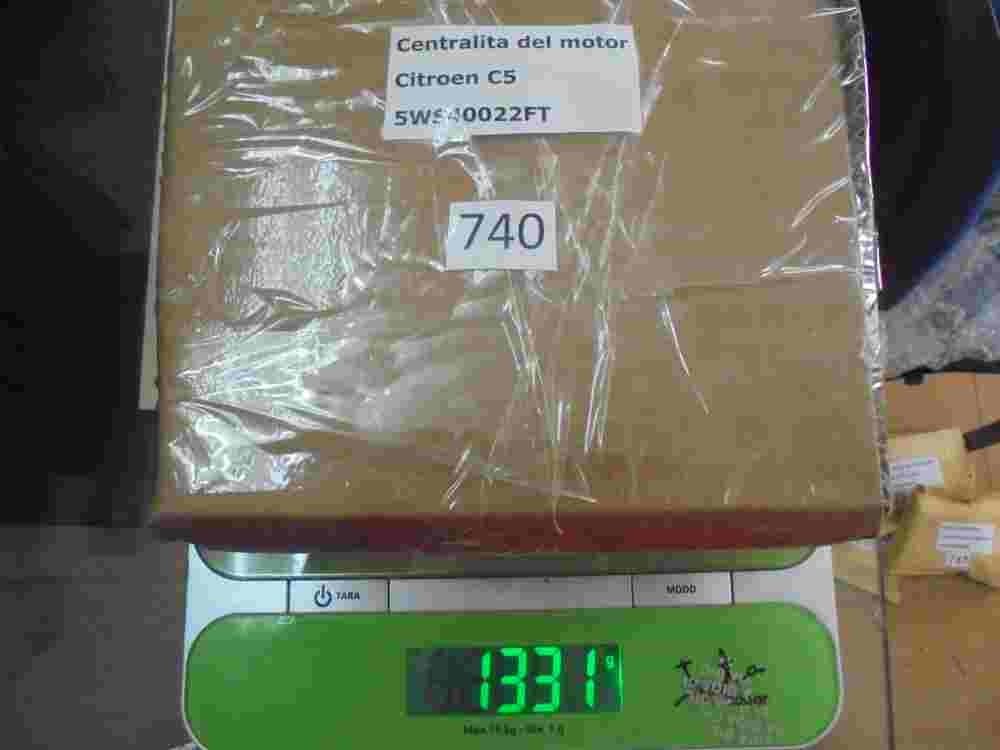 Centralita del motor
Citroen C5
5WS40022FT
740
TARA
MODO
1331 g